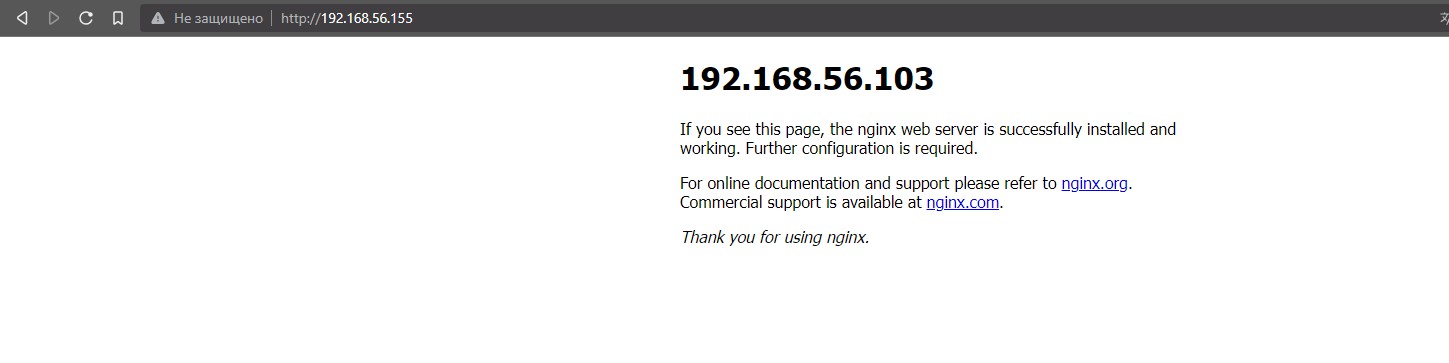 Не защищено http://192.168.56.155
192.168.56.103
If you see this page, the nginx web server is successfully installed and
working. Further configuration is required.
For online documentation and support please refer to nginx.org.
Commercial support is available at nginx.com.
Thank you for using nginx.